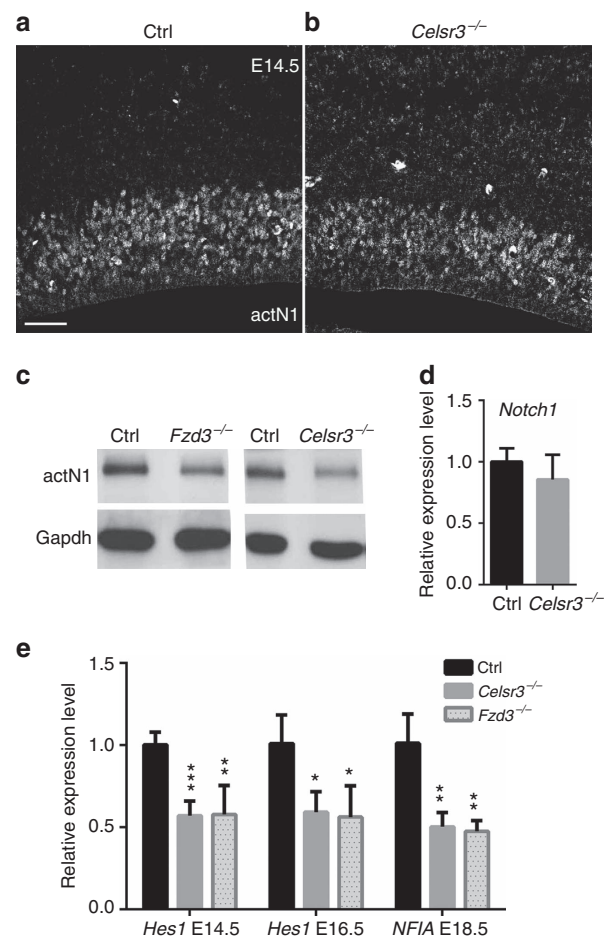 a
Ctrl
b
Celsr3–/–
E14.5
actN1
c
Ctrl Fzd3–/– Ctrl Celsr3–/–
actN1
Gapdh
d
Notch1
Relative expression level
1.5
1.0
0.5
0.0
Ctrl Celsr3–/–
e
Relative expression level
1.5
1.0
0.5
0.0
Ctrl
Celsr3–/–
Fzd3–/–
***
**
*
*
**
**
Hes1 E14.5
Hes1 E16.5
NFIA E18.5